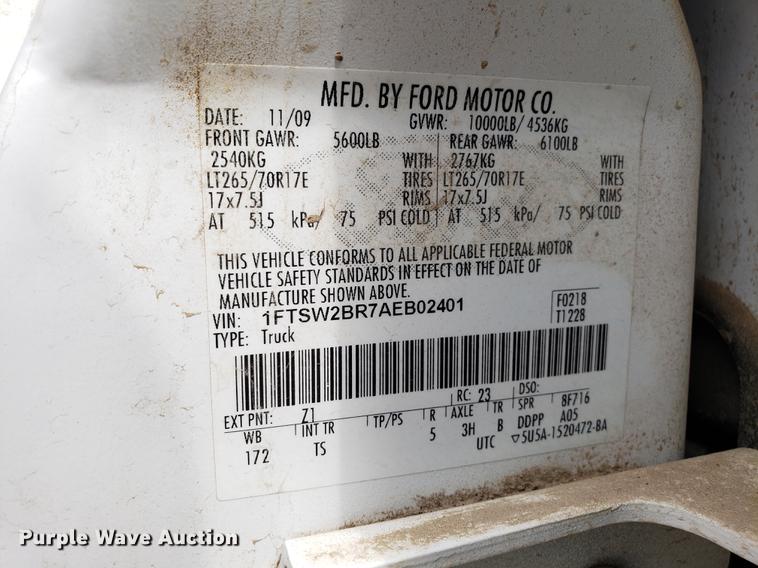 MFD. BY FORD MOTOR CO.
DATE: 11/09 GVWR: 10000LB/ 4536KG
FRONT GAWR: 5600LB REAR GAWR: 6100LB
2540KG WITH 2767KG WITH
LT265/70R17E TIRES LT265/70R17E TIRES
17x7.5J RIMS 17x7.5J RIMS
AT 515 kPa/ 75 PSI COLD AT 515 kPa/ 75 PSI COLD
THIS VEHICLE CONFORMS TO ALL APPLICABLE FEDERAL MOTOR
VEHICLE SAFETY STANDARDS IN EFFECT ON THE DATE OF
MANUFACTURE SHOWN ABOVE.
VIN: 1FTSW2BR7AEB02401 F0218
TYPE: Truck T1228
EXT PNT: Z1 RC: 23 DSO:
WB INT TR TP/PS R AXLE TR SPR 8F716
172 TS 5 3H B DDPP A05
UTC ▽5U5A-1520472-BA
Purple Wave Auction